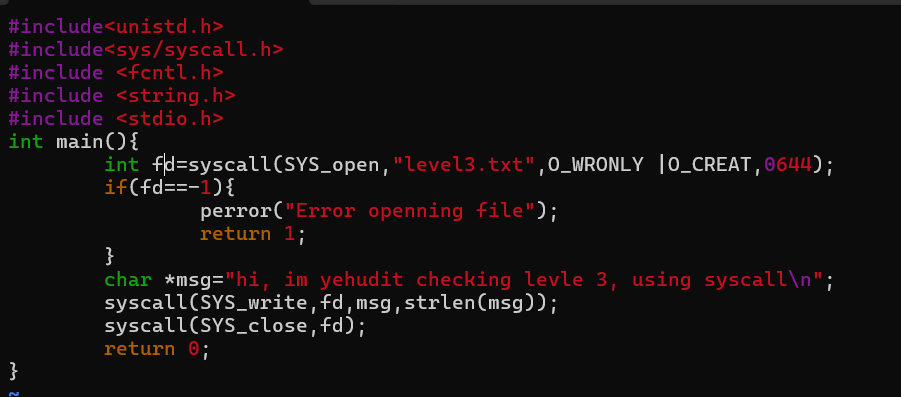 #include<unistd.h>
#include<sys/syscall.h>
#include <fcntl.h>
#include <string.h>
#include <stdio.h>
int main(){
        int fd=syscall(SYS_open,"level3.txt",O_WRONLY |O_CREAT,0644);
        if(fd==-1){
                perror("Error openning file");
                return 1;
        }
        char *msg="hi, im yehudit checking levle 3, using syscall\n";
        syscall(SYS_write,fd,msg,strlen(msg));
        syscall(SYS_close,fd);
        return 0;
}
~